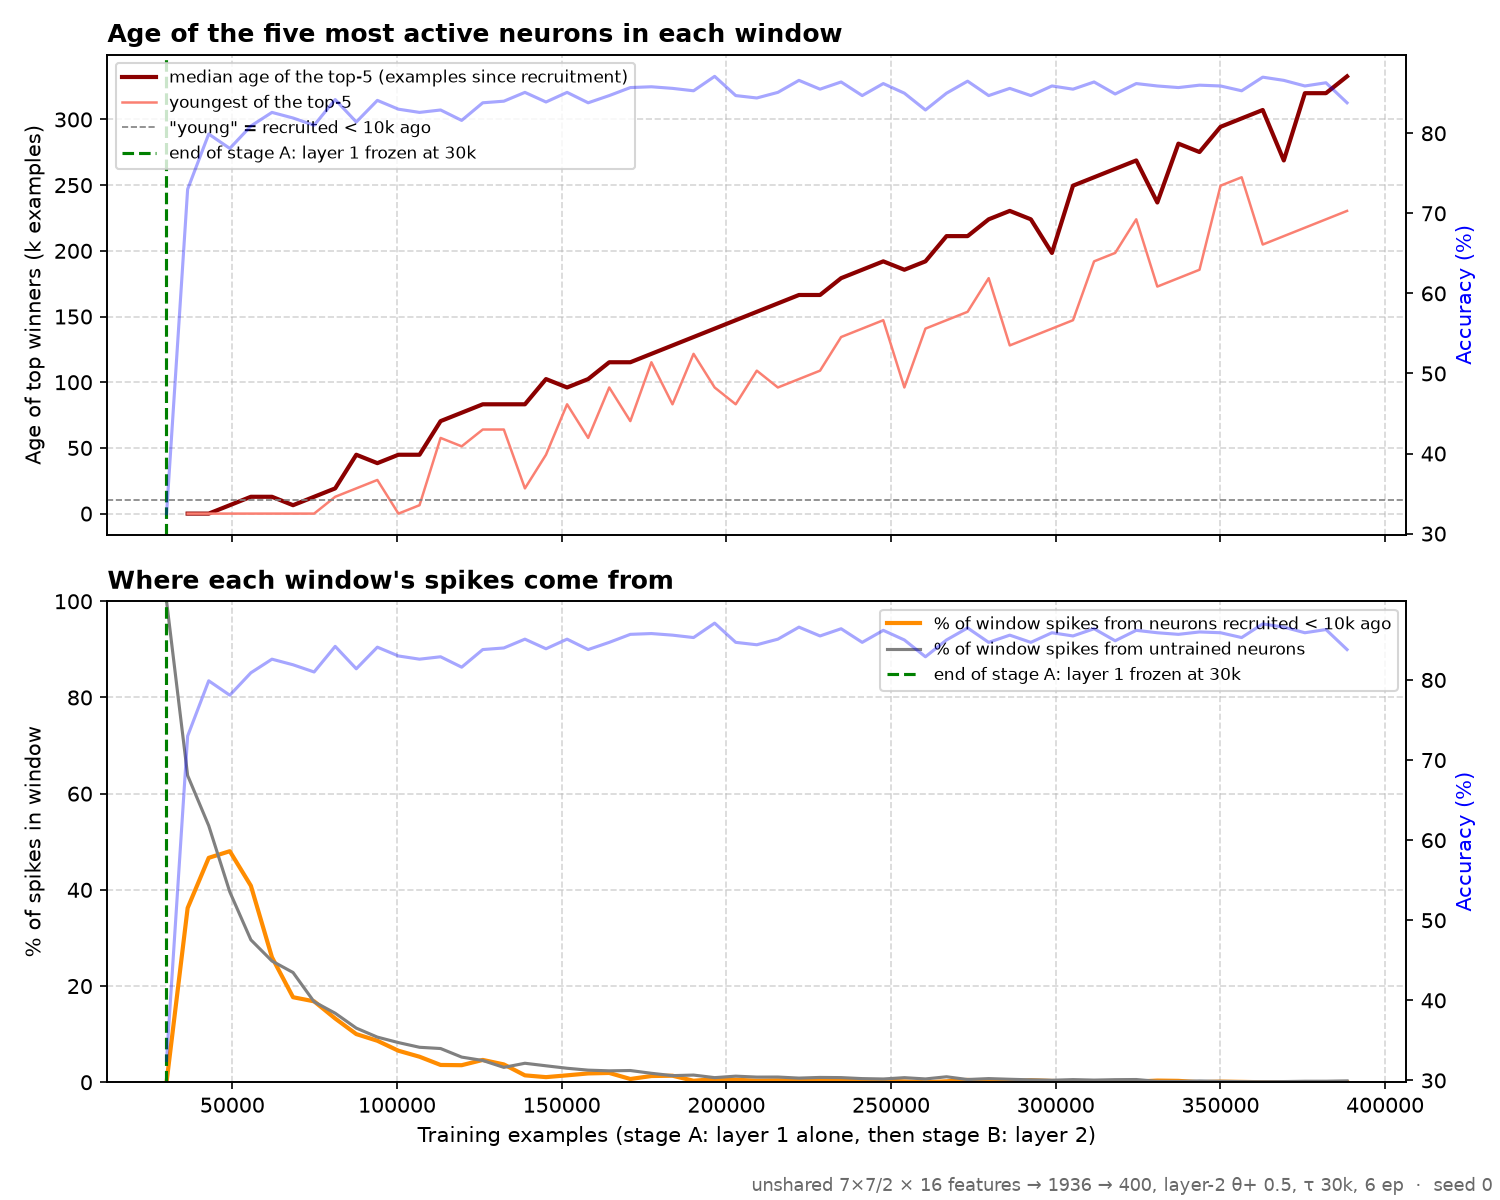 Age of the five most active neurons in each window
median age of the top-5 (examples since recruitment)
youngest of the top-5
"young" = recruited < 10k ago
end of stage A: layer 1 frozen at 30k
Age of top winners (k examples)
300
250
200
150
100
50
0
80
70
60
50
40
30
Accuracy (%)
Where each window's spikes come from
% of window spikes from neurons recruited < 10k ago
% of window spikes from untrained neurons
end of stage A: layer 1 frozen at 30k
% of spikes in window
100
80
60
40
20
0
80
70
60
50
40
30
Accuracy (%)
50000 100000 150000 200000 250000 300000 350000 400000
Training examples (stage A: layer 1 alone, then stage B: layer 2)
unshared 7×7/2 × 16 features → 1936 → 400, layer-2 θ+ 0.5, τ 30k, 6 ep · seed 0